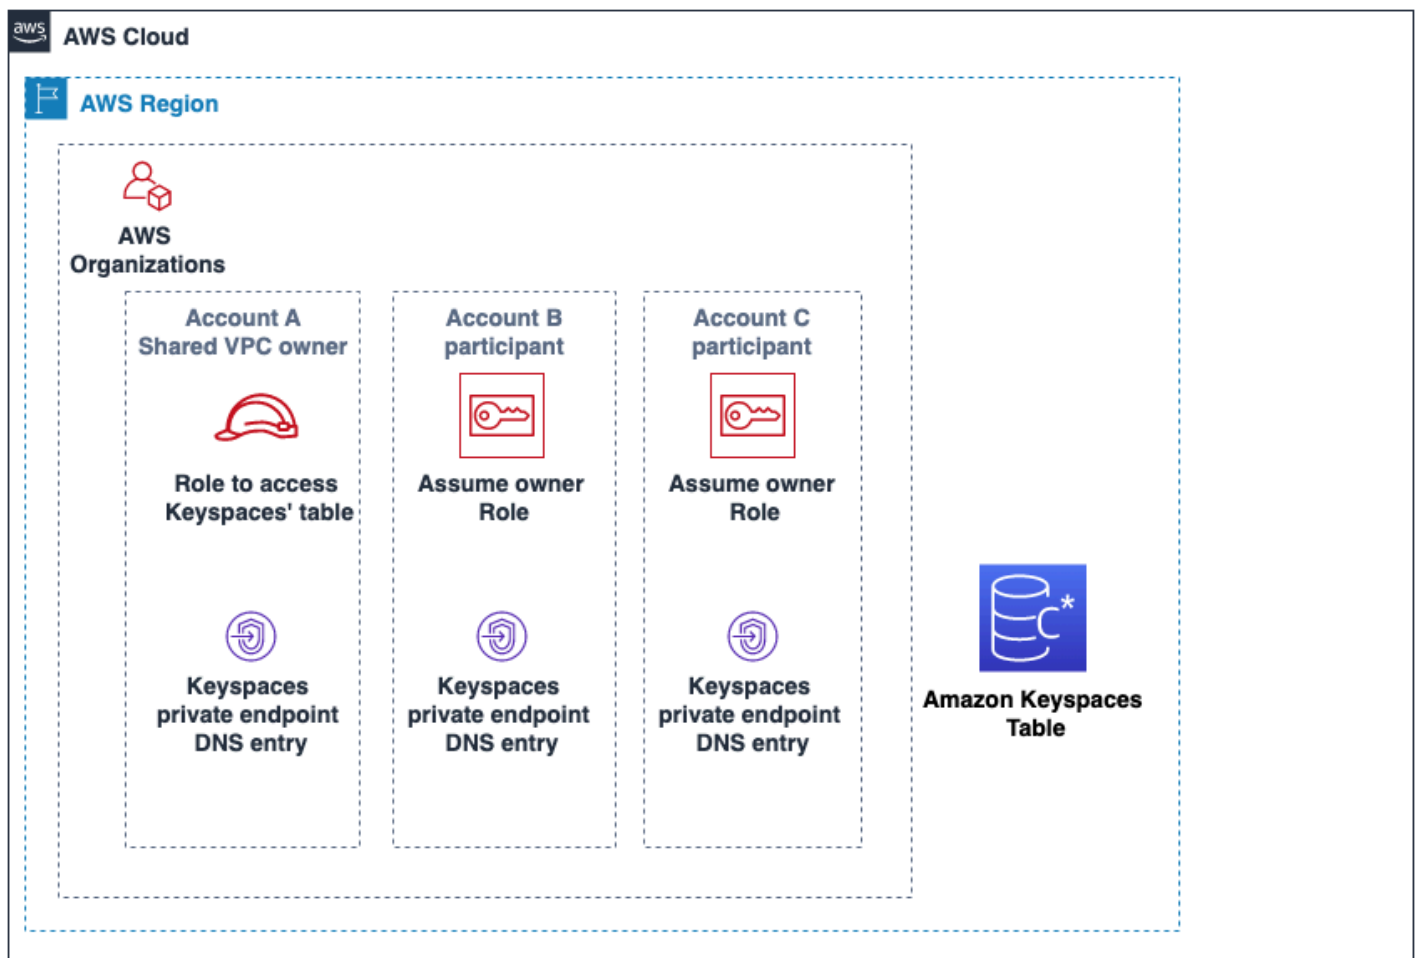 aws
AWS Cloud
AWS Region
AWS
Organizations
Account A
Shared VPC owner
Role to access
Keyspaces' table
Keyspaces
private endpoint
DNS entry
Account B
participant
Assume owner
Role
Keyspaces
private endpoint
DNS entry
Account C
participant
Assume owner
Role
Keyspaces
private endpoint
DNS entry
C*
Amazon Keyspaces
Table